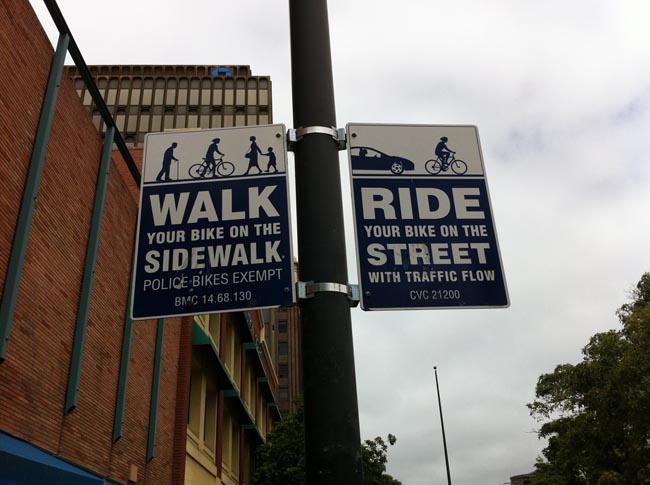 WALK
YOUR BIKE ON THE
SIDEWALK
POLICE BIKES EXEMPT
BMC 14.68.130
RIDE
YOUR BIKE ON THE
STREET
WITH TRAFFIC FLOW
CVC 21200